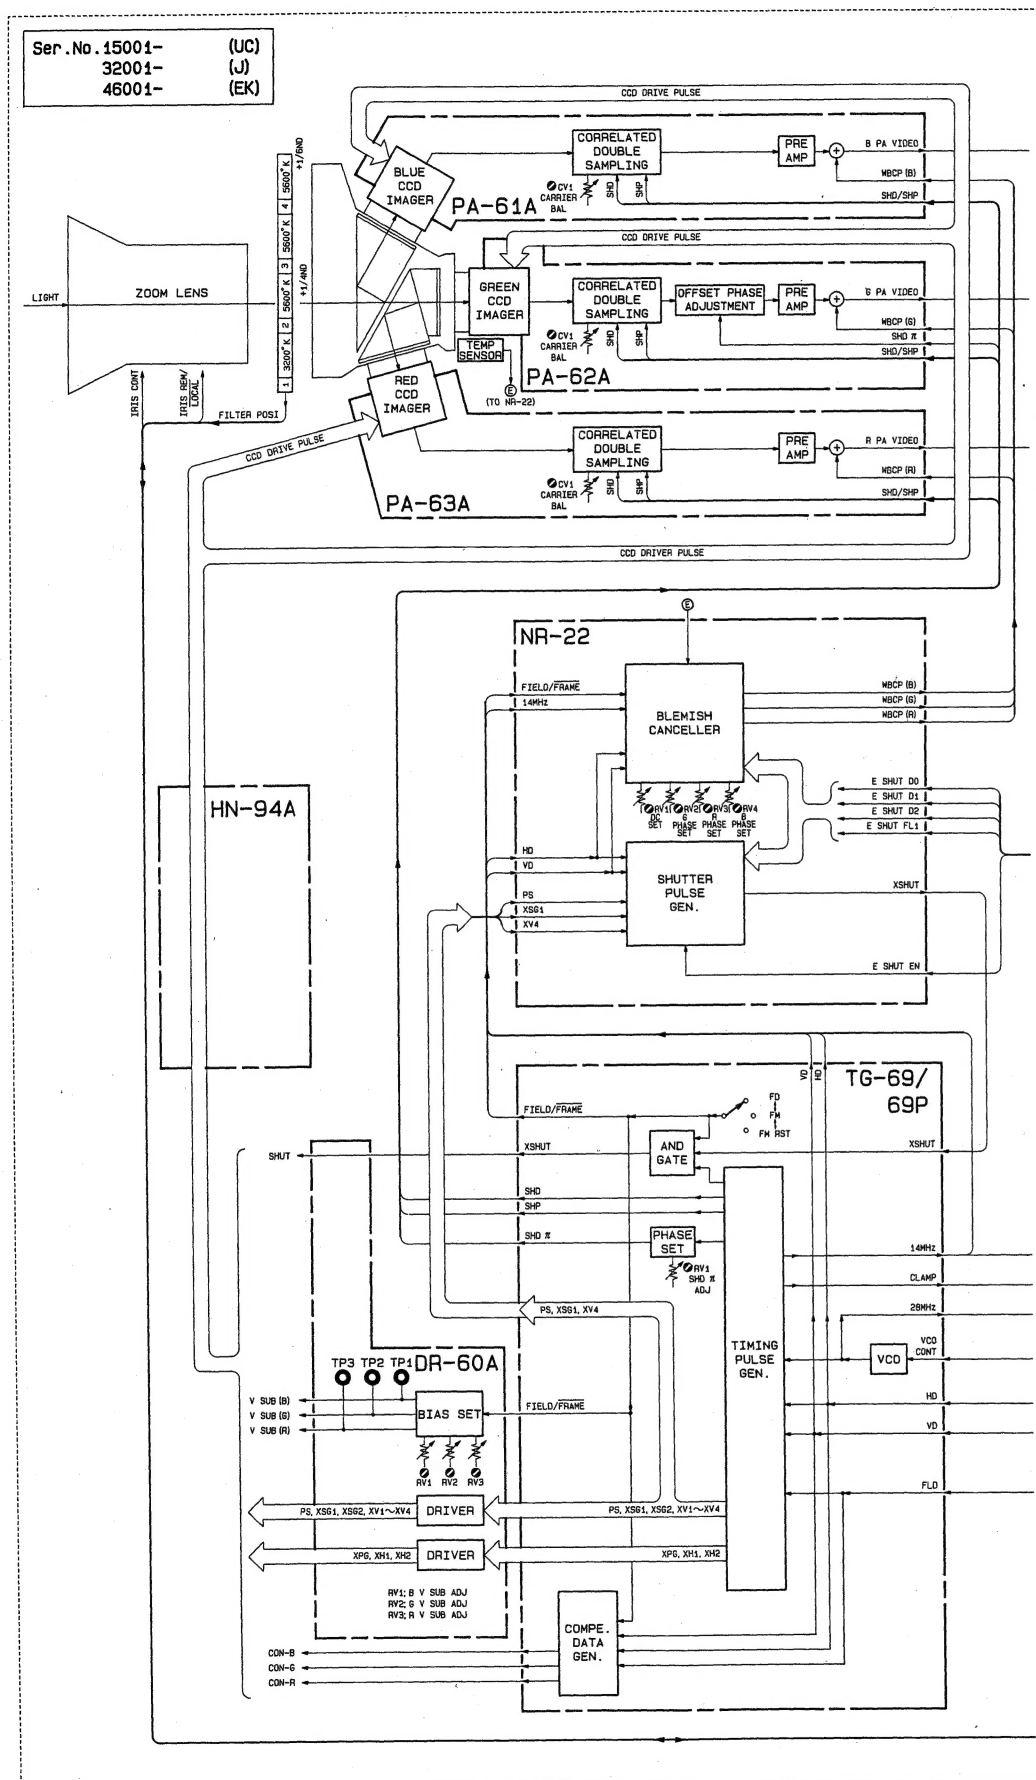 Ser.No.15001- (UC)
32001- (J)
46001- (EK)
CCD DRIVE PULSE
BLUE
CCD
IMAGER
PA-61A
CORRELATED
DOUBLE
SAMPLING
CV1
CARRIER
BAL
SHD
SHP
PRE
AMP
+
B PA VIDEO
WBCP(B)
SHD/SHP
CCD DRIVE PULSE
LIGHT
ZOOM LENS
IRIS CONT
IRIS REM/
LOCAL
FILTER POSI
1 3200°K 2 5600°K 3 5600°K 4 5600°K
+1/4ND
+1/6ND
GREEN
CCD
IMAGER
TEMP
SENSOR
E
(TO NR-22)
PA-62A
CORRELATED
DOUBLE
SAMPLING
CV1
CARRIER
BAL
SHD
SHP
OFFSET PHASE
ADJUSTMENT
PRE
AMP
+
G PA VIDEO
WBCP(G)
SHD π
SHD/SHP
RED
CCD
IMAGER
CCD DRIVE PULSE
PA-63A
CORRELATED
DOUBLE
SAMPLING
CV1
CARRIER
BAL
SHD
SHP
PRE
AMP
+
R PA VIDEO
WBCP(R)
SHD/SHP
CCD DRIVER PULSE
NR-22
E
FIELD/FRAME
14MHz
BLEMISH
CANCELLER
WBCP(B)
WBCP(G)
WBCP(R)
RV1
DC
SET
RV2
G
PHASE
SET
RV3
R
PHASE
SET
RV4
B
PHASE
SET
E SHUT D0
E SHUT D1
E SHUT D2
E SHUT FL1
HD
VD
PS
XSG1
XV4
SHUTTER
PULSE
GEN.
XSHUT
E SHUT EN
HN-94A
TG-69/
69P
VD
HD
FIELD/FRAME
FD
FM
FM RST
SHUT
XSHUT
AND
GATE
XSHUT
SHD
SHP
SHD π
PHASE
SET
RV1
SHD π
ADJ
14MHz
CLAMP
28MHz
PS, XSG1, XV4
TIMING
PULSE
GEN.
VCO
VCO
CONT
HD
VD
FLD
TP3 TP2 TP1
DR-60A
V SUB(B)
V SUB(G)
V SUB(R)
BIAS SET
FIELD/FRAME
RV1 RV2 RV3
PS, XSG1, XSG2, XV1~XV4
DRIVER
PS, XSG1, XSG2, XV1~XV4
XPG, XH1, XH2
DRIVER
XPG, XH1, XH2
RV1; B V SUB ADJ
RV2; G V SUB ADJ
RV3; R V SUB ADJ
COMPE.
DATA
GEN.
CON-B
CON-G
CON-R